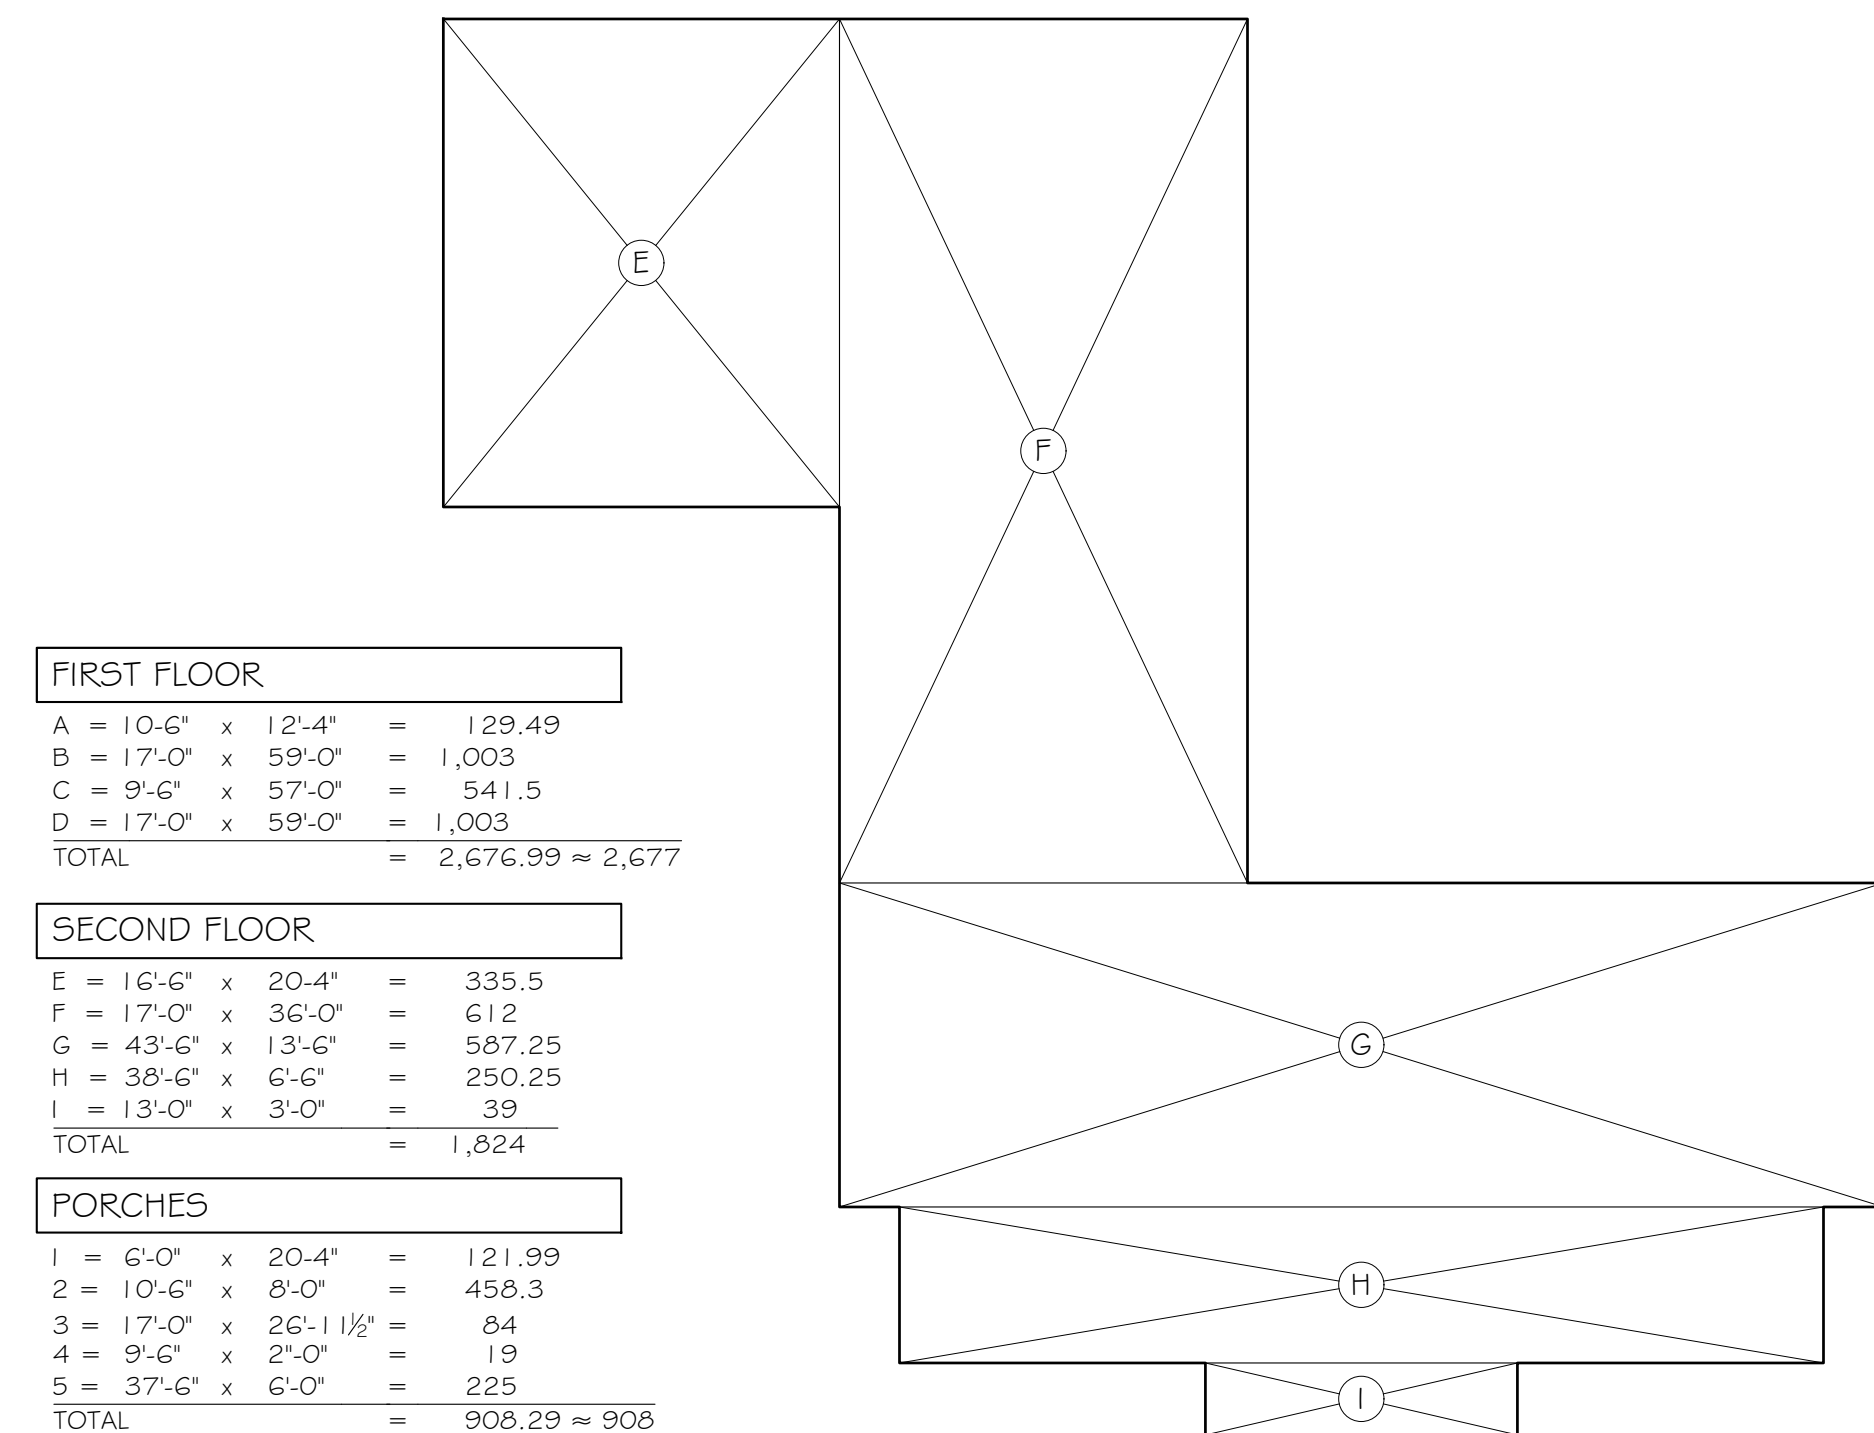 E
F
FIRST FLOOR
A = 10-6" x 12'-4" = 129.49
B = 17'-0" x 59'-0" = 1,003
C = 9'-6" x 57'-0" = 541.5
D = 17'-0" x 59'-0" = 1,003
TOTAL = 2,676.99 ≈ 2,677
SECOND FLOOR
E = 16'-6" x 20-4" = 335.5
F = 17'-0" x 36'-0" = 612
G = 43'-6" x 13'-6" = 587.25
H = 38'-6" x 6'-6" = 250.25
I = 13'-0" x 3'-0" = 39
TOTAL = 1,824
PORCHES
1 = 6'-0" x 20-4" = 121.99
2 = 10'-6" x 8'-0" = 458.3
3 = 17'-0" x 26'-11½" = 84
4 = 9'-6" x 2"-0" = 19
5 = 37'-6" x 6'-0" = 225
TOTAL = 908.29 ≈ 908
G
H
I